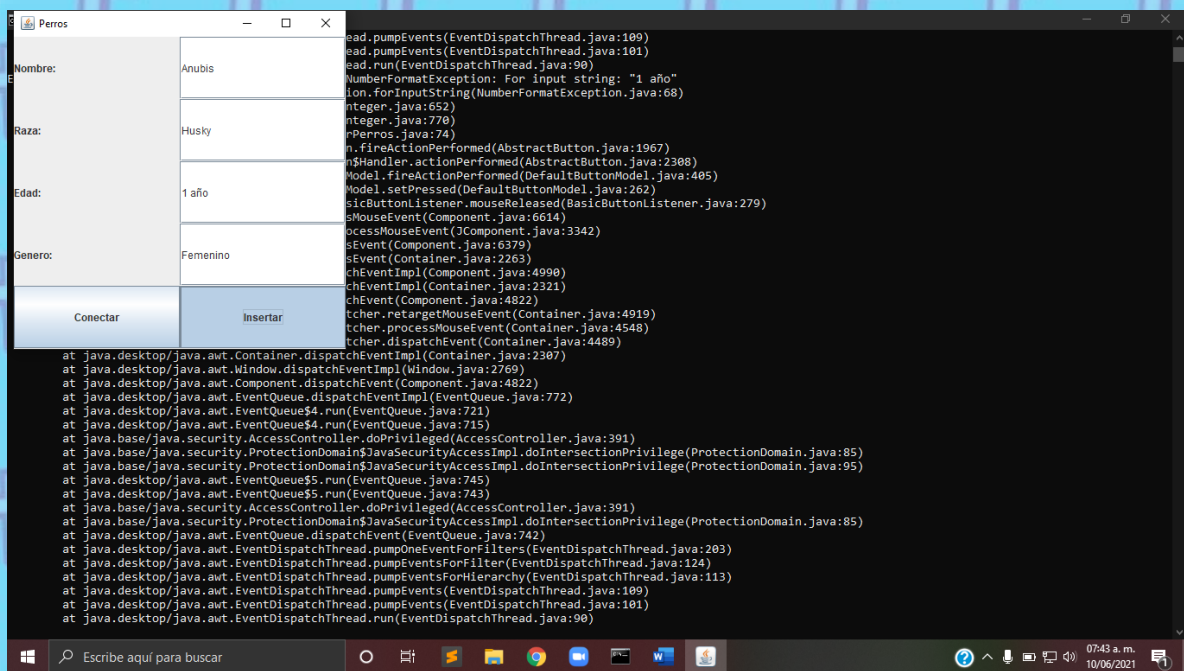 Perros
Nombre:
Anubis
Raza:
Husky
Edad:
1 año
Genero:
Femenino
Conectar
Insertar
ead.pumpEvents(EventDispatchThread.java:109)
ead.pumpEvents(EventDispatchThread.java:101)
ead.run(EventDispatchThread.java:90)
NumberFormatException: For input string: "1 año"
ion.forInputString(NumberFormatException.java:68)
nteger.java:652)
nteger.java:770)
rPerros.java:74)
n.fireActionPerformed(AbstractButton.java:1967)
n$Handler.actionPerformed(AbstractButton.java:2308)
Model.fireActionPerformed(DefaultButtonModel.java:405)
Model.setPressed(DefaultButtonModel.java:262)
sicButtonListener.mouseReleased(BasicButtonListener.java:279)
sMouseEvent(Component.java:6614)
ocessMouseEvent(JComponent.java:3342)
sEvent(Component.java:6379)
sEvent(Container.java:2263)
chEventImpl(Component.java:4990)
chEventImpl(Container.java:2321)
chEvent(Component.java:4822)
tcher.retargetMouseEvent(Container.java:4919)
tcher.processMouseEvent(Container.java:4548)
tcher.dispatchEvent(Container.java:4489)
at java.desktop/java.awt.Container.dispatchEventImpl(Container.java:2307)
at java.desktop/java.awt.Window.dispatchEventImpl(Window.java:2769)
at java.desktop/java.awt.Component.dispatchEvent(Component.java:4822)
at java.desktop/java.awt.EventQueue.dispatchEventImpl(EventQueue.java:772)
at java.desktop/java.awt.EventQueue$4.run(EventQueue.java:721)
at java.desktop/java.awt.EventQueue$4.run(EventQueue.java:715)
at java.base/java.security.AccessController.doPrivileged(AccessController.java:391)
at java.base/java.security.ProtectionDomain$JavaSecurityAccessImpl.doIntersectionPrivilege(ProtectionDomain.java:85)
at java.base/java.security.ProtectionDomain$JavaSecurityAccessImpl.doIntersectionPrivilege(ProtectionDomain.java:95)
at java.desktop/java.awt.EventQueue$5.run(EventQueue.java:745)
at java.desktop/java.awt.EventQueue$5.run(EventQueue.java:743)
at java.base/java.security.AccessController.doPrivileged(AccessController.java:391)
at java.base/java.security.ProtectionDomain$JavaSecurityAccessImpl.doIntersectionPrivilege(ProtectionDomain.java:85)
at java.desktop/java.awt.EventQueue.dispatchEvent(EventQueue.java:742)
at java.desktop/java.awt.EventDispatchThread.pumpOneEventForFilters(EventDispatchThread.java:203)
at java.desktop/java.awt.EventDispatchThread.pumpEventsForFilter(EventDispatchThread.java:124)
at java.desktop/java.awt.EventDispatchThread.pumpEventsForHierarchy(EventDispatchThread.java:113)
at java.desktop/java.awt.EventDispatchThread.pumpEvents(EventDispatchThread.java:109)
at java.desktop/java.awt.EventDispatchThread.pumpEvents(EventDispatchThread.java:101)
at java.desktop/java.awt.EventDispatchThread.run(EventDispatchThread.java:90)
Escribe aquí para buscar
07:43 a. m.
10/06/2021
1